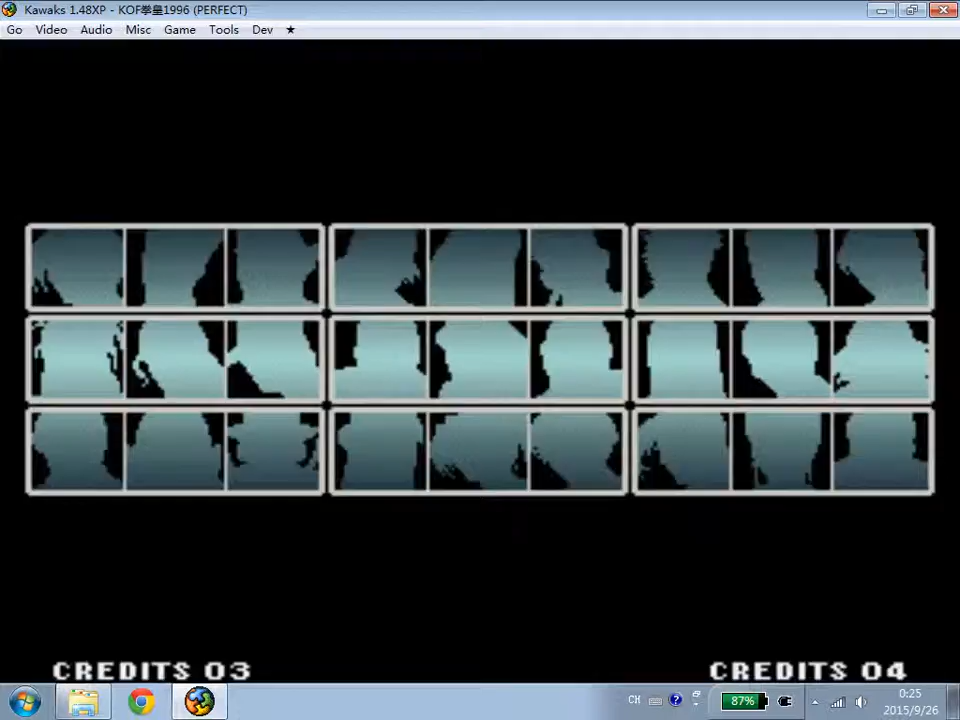 Kawaks 1.48XP - KOF拳皇1996 (PERFECT)
Go Video Audio Misc Game Tools Dev ★
CREDITS 03 CREDITS 04
CH 87% 0:25
2015/9/26